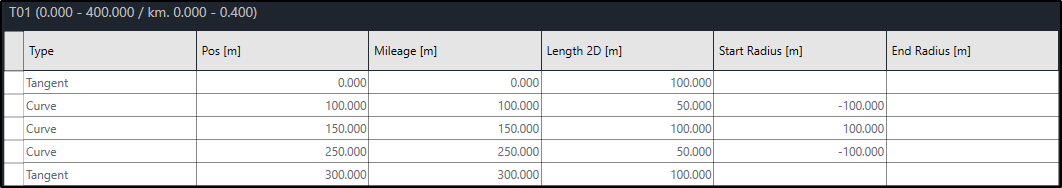 T01 (0.000 - 400.000 / km. 0.000 - 0.400)
Type Pos [m] Mileage [m] Length 2D [m] Start Radius [m] End Radius [m]
Tangent 0.000 0.000 100.000
Curve 100.000 100.000 50.000 -100.000
Curve 150.000 150.000 100.000 100.000
Curve 250.000 250.000 50.000 -100.000
Tangent 300.000 300.000 100.000